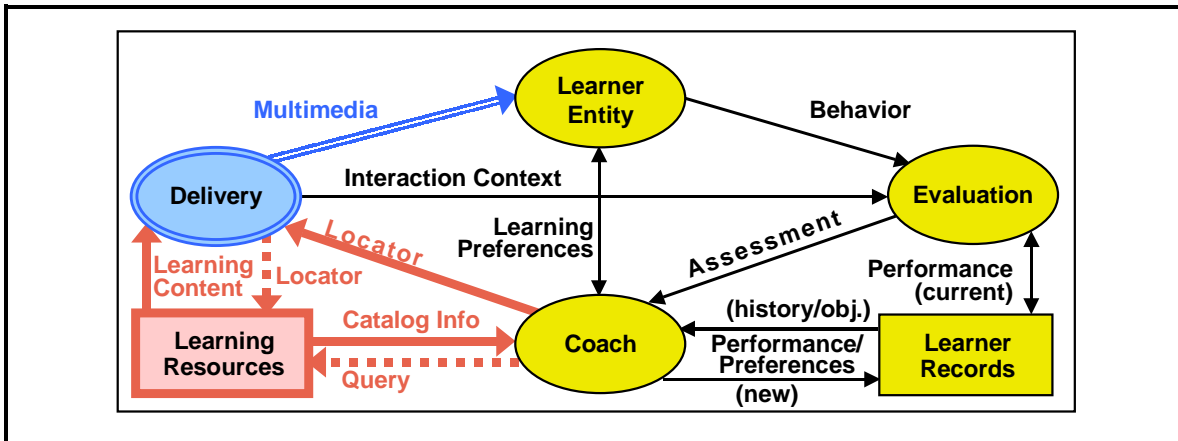 Learner
Entity
Multimedia
Behavior
Delivery
Interaction Context
Evaluation
Learning
Preferences
Locator
Assessment
Learning
Content
Locator
Performance
(current)
Learning
Resources
Catalog Info
Query
Coach
(history/obj.)
Performance/
Preferences
(new)
Learner
Records